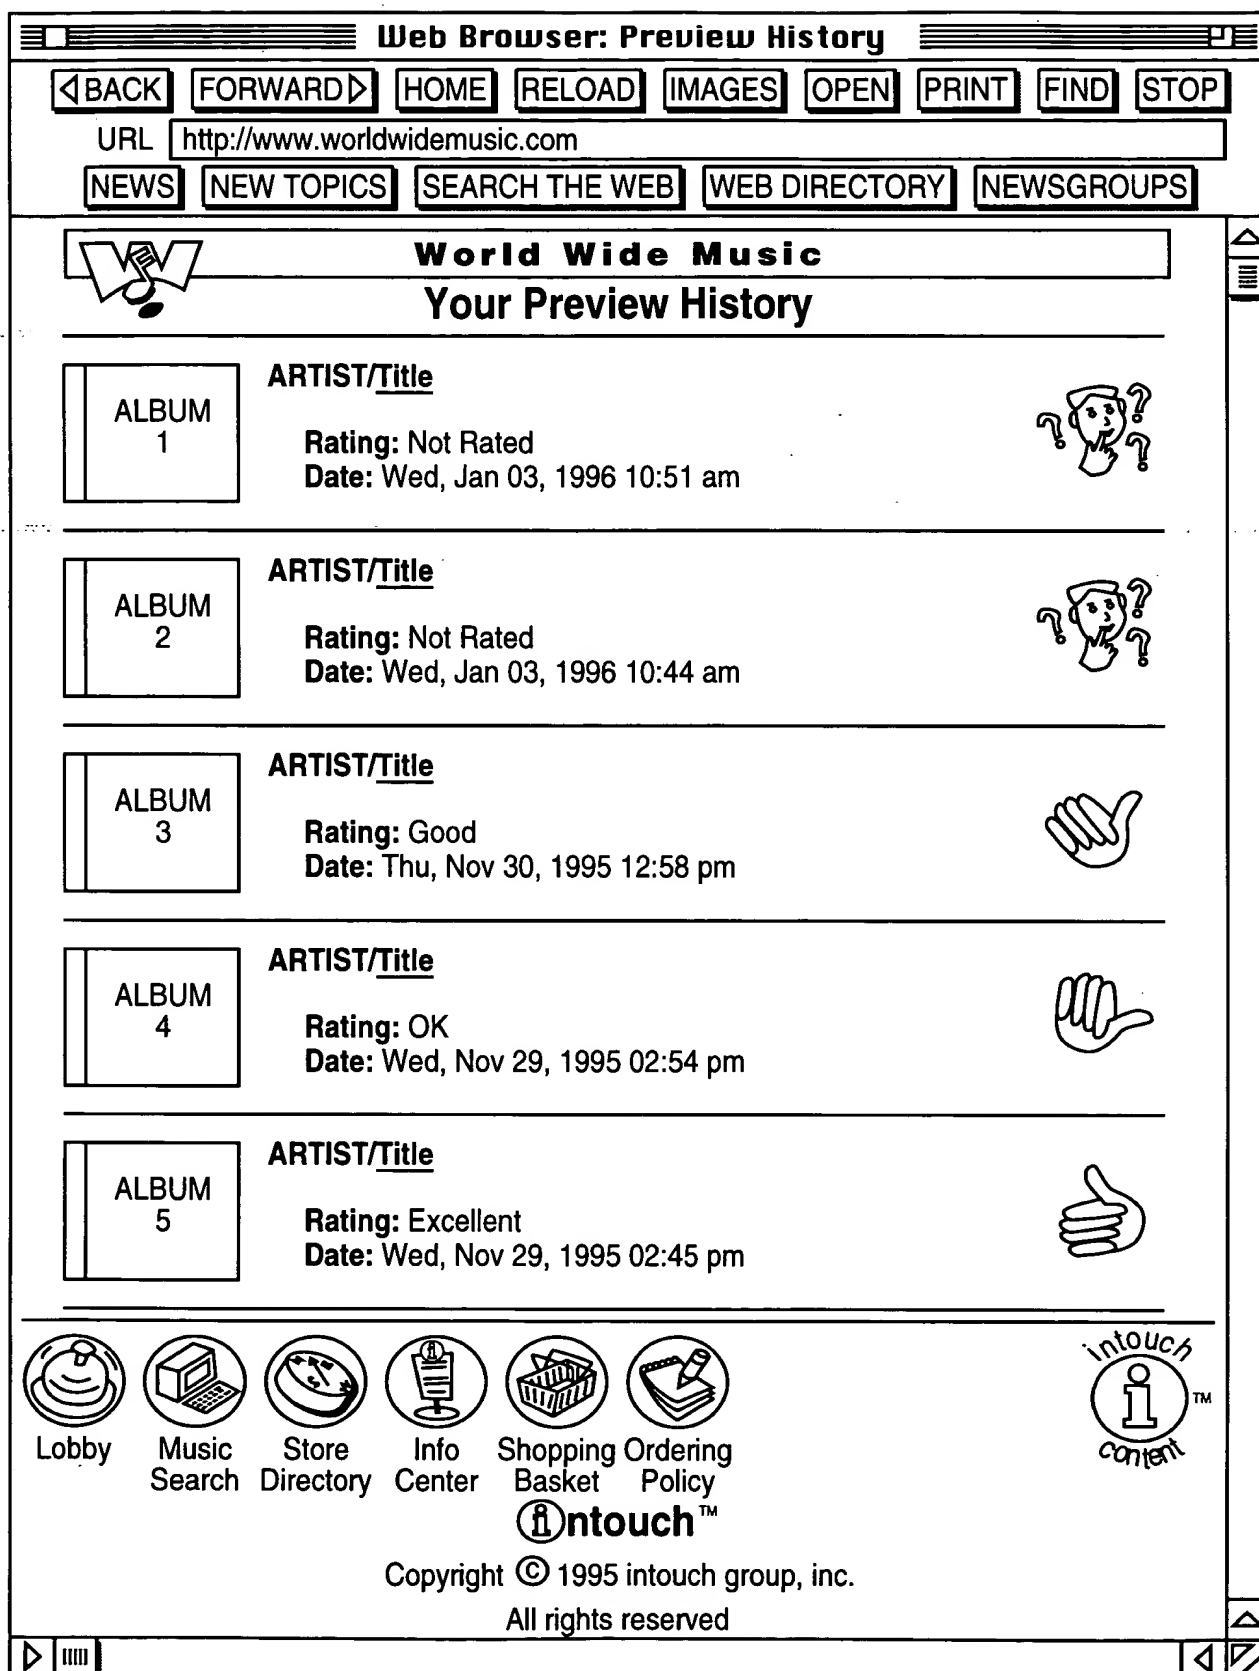 Web Browser: Preview History
BACK FORWARD HOME RELOAD IMAGES OPEN PRINT FIND STOP
URL http://www.worldwidemusic.com
NEWS NEW TOPICS SEARCH THE WEB WEB DIRECTORY NEWSGROUPS
World Wide Music
Your Preview History
ALBUM
1
ARTIST/Title
Rating: Not Rated
Date: Wed, Jan 03, 1996 10:51 am
ALBUM
2
ARTIST/Title
Rating: Not Rated
Date: Wed, Jan 03, 1996 10:44 am
ALBUM
3
ARTIST/Title
Rating: Good
Date: Thu, Nov 30, 1995 12:58 pm
ALBUM
4
ARTIST/Title
Rating: OK
Date: Wed, Nov 29, 1995 02:54 pm
ALBUM
5
ARTIST/Title
Rating: Excellent
Date: Wed, Nov 29, 1995 02:45 pm
Lobby
Music
Search
Store
Directory
Info
Center
Shopping
Basket
Ordering
Policy
intouch
i ™
content
intouch™
Copyright © 1995 intouch group, inc.
All rights reserved